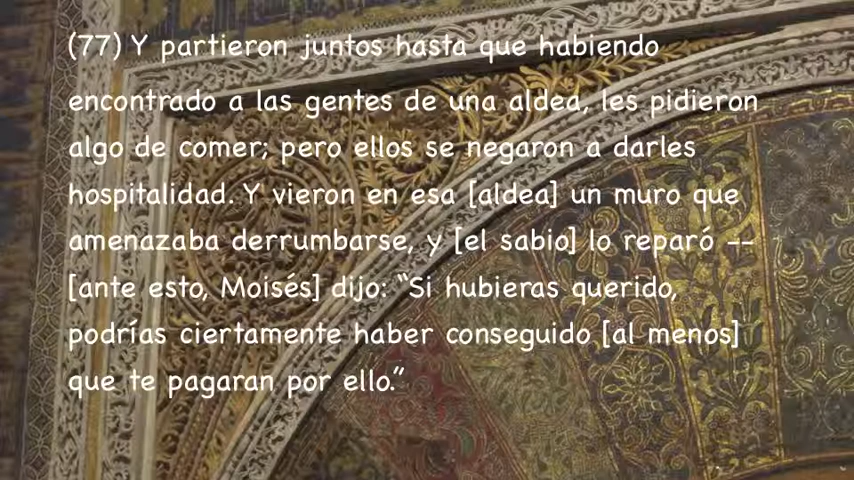 (77) Y partieron juntos hasta que habiendo
encontrado a las gentes de una aldea, les pidieron
algo de comer; pero ellos se negaron a darles
hospitalidad. Y vieron en esa [aldea] un muro que
amenazaba derrumbarse, y [el sabio] lo reparó --
[ante esto, Moisés] dijo: “Si hubieras querido,
podrías ciertamente haber conseguido [al menos]
que te pagaran por ello.”